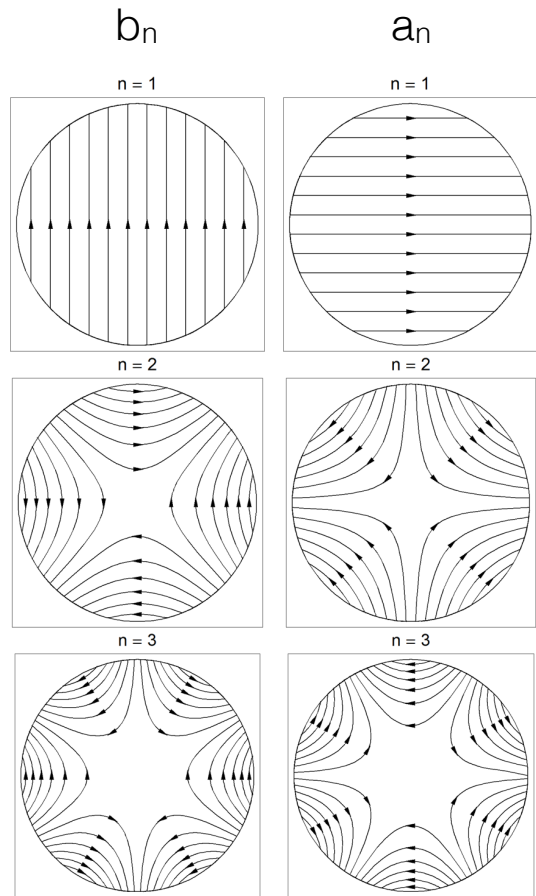 bₙ aₙ
n = 1 n = 1
n = 2 n = 2
n = 3 n = 3